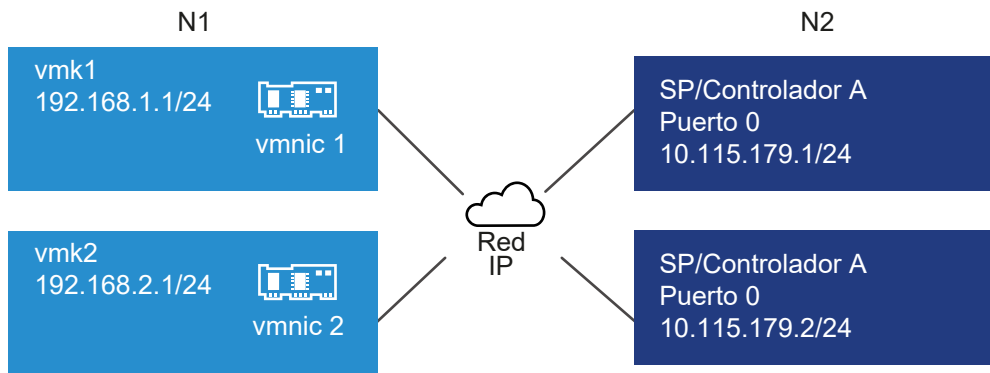 N1
vmk1
192.168.1.1/24
vmnic 1
vmk2
192.168.2.1/24
vmnic 2
Red
IP
N2
SP/Controlador A
Puerto 0
10.115.179.1/24
SP/Controlador A
Puerto 0
10.115.179.2/24